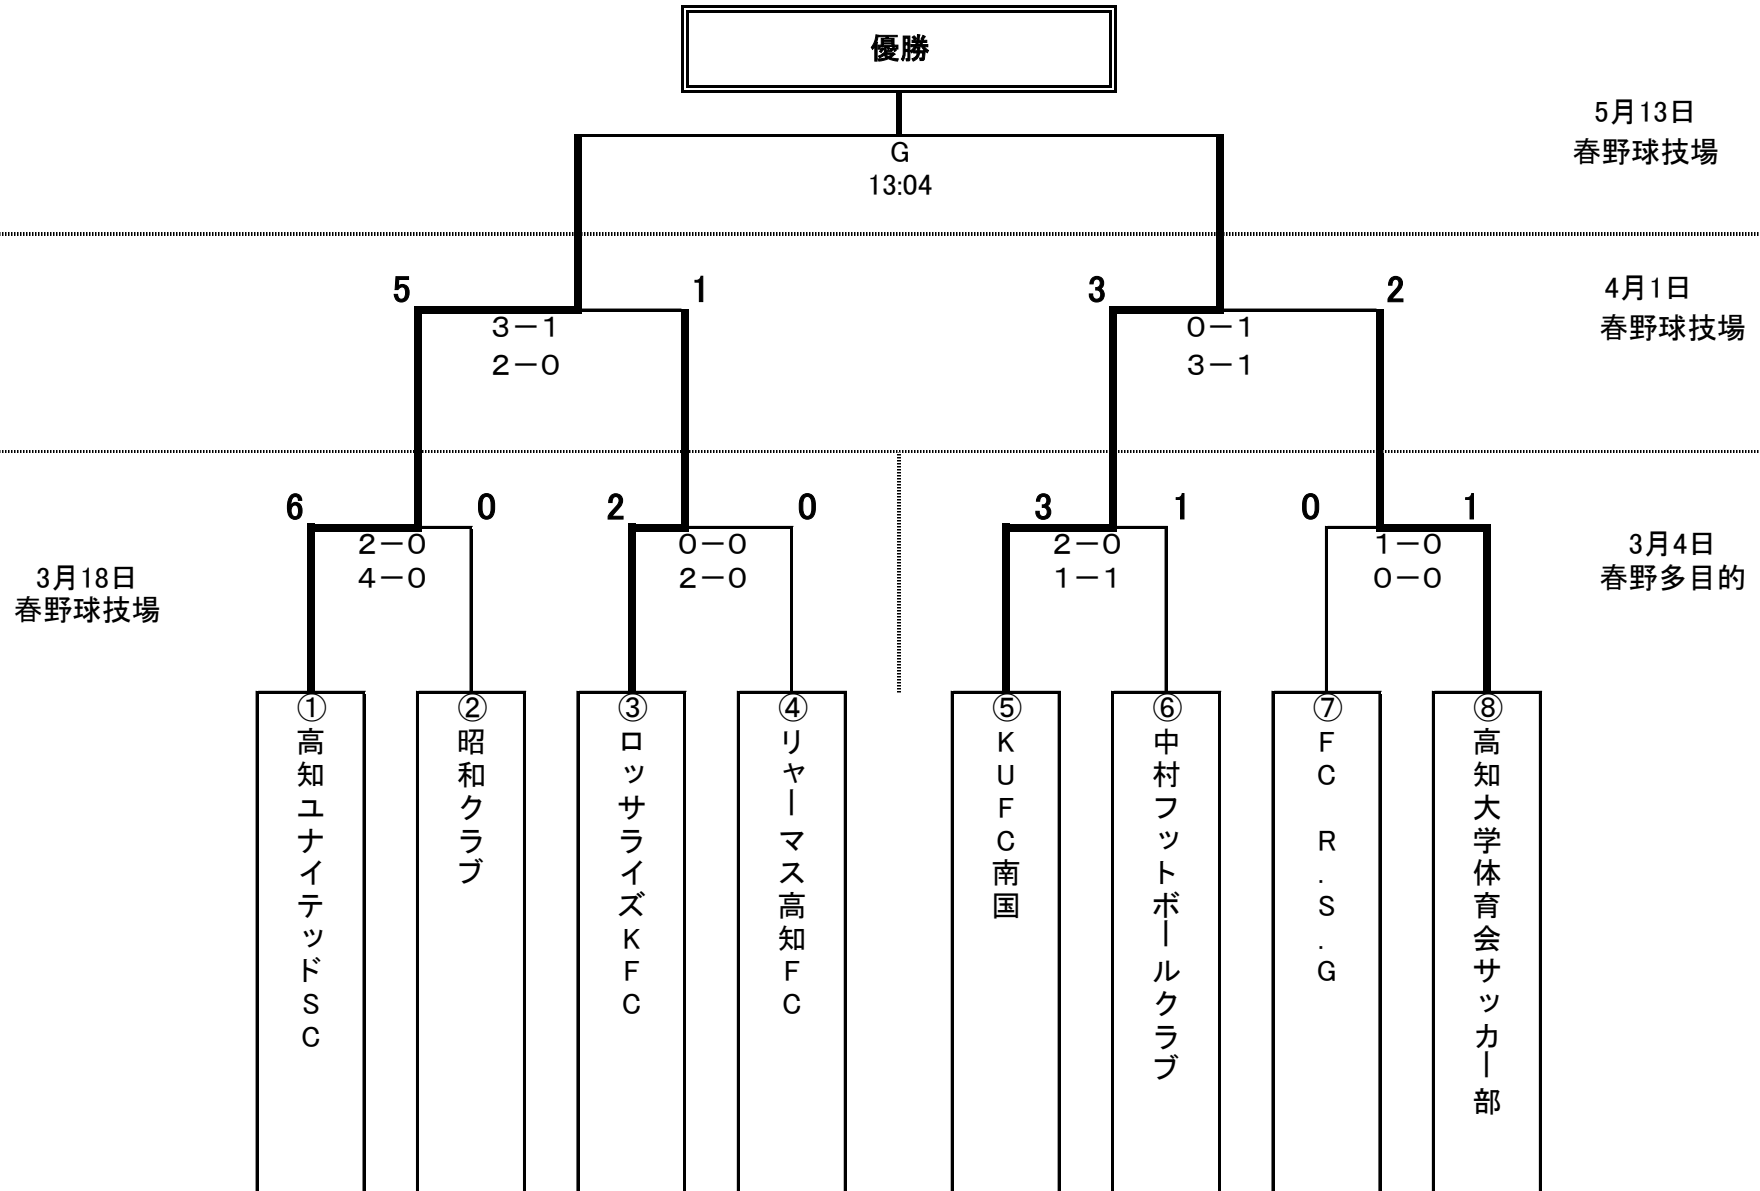 優勝
5月13日
春野球技場
G
13:04
5
1
3
2
4月1日
春野球技場
3－1
2－0
0－1
3－1
6
0
2
0
3
1
0
1
2－0
4－0
0－0
2－0
2－0
1－1
1－0
0－0
3月18日
春野球技場
3月4日
春野多目的
①高知ユナイテッドSC
②昭和クラブ
③ロッサライズKFC
④リャーマス高知FC
⑤KUFC南国
⑥中村フットボールクラブ
⑦FC R.S.G
⑧高知大学体育会サッカー部